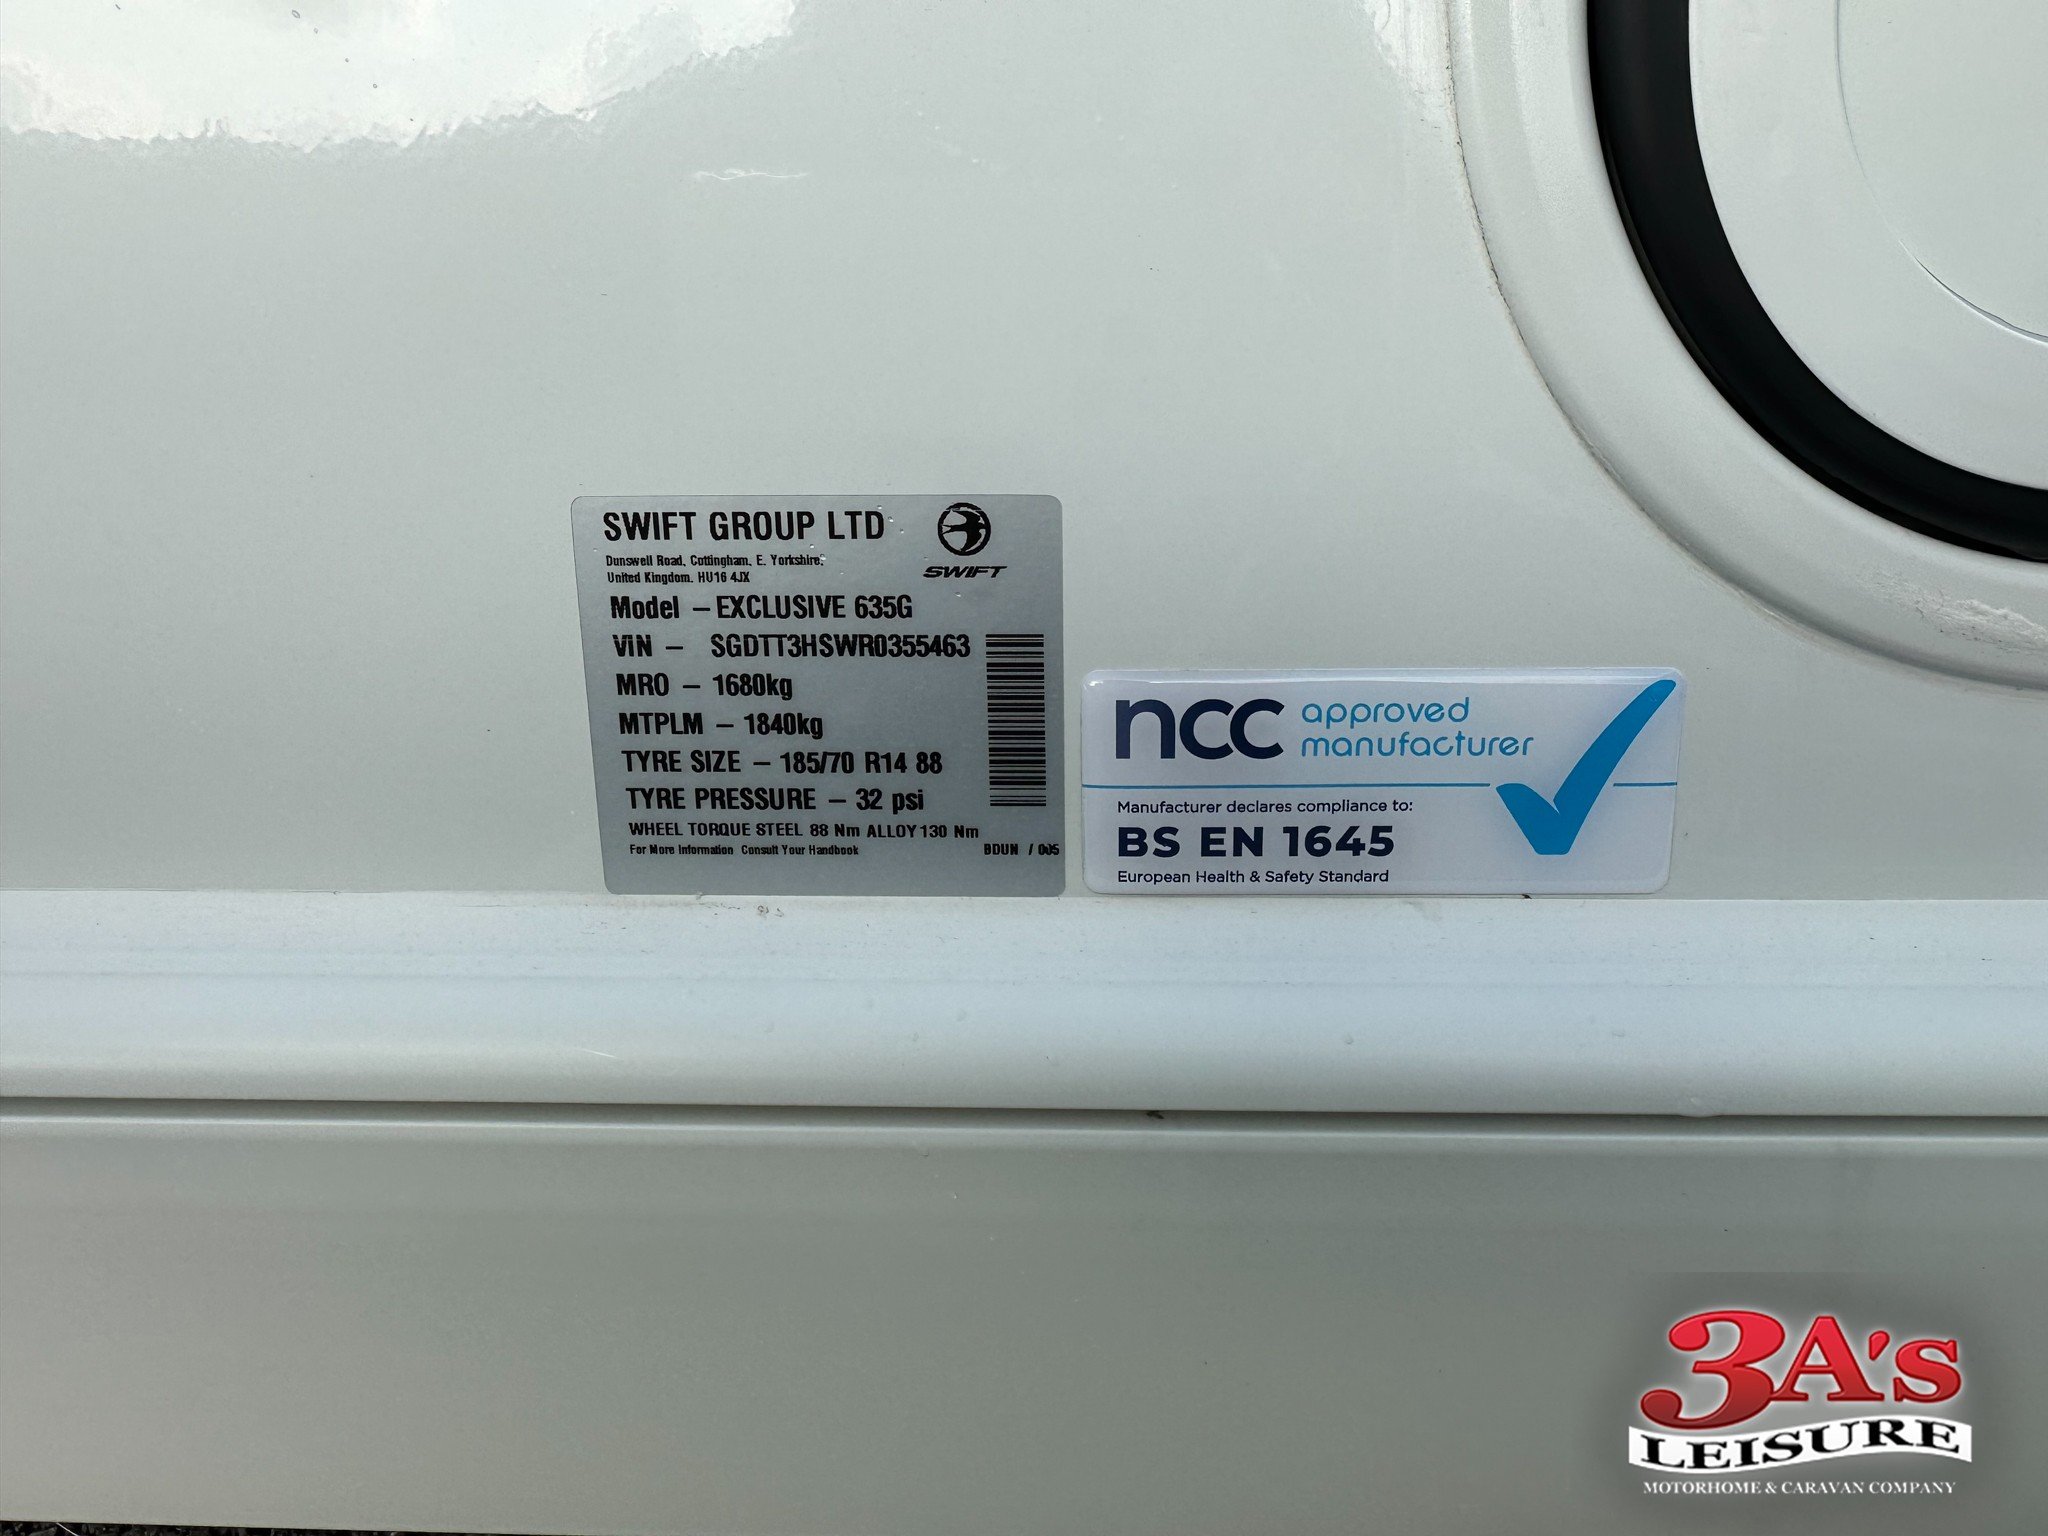 SWIFT GROUP LTD
Dunswell Road, Cottingham, E. Yorkshire,
United Kingdom. HU16 4JX
SWIFT
Model – EXCLUSIVE 635G
VIN – SGDTT3HSWR0355463
MRO – 1680kg
MTPLM – 1840kg
TYRE SIZE – 185/70 R14 88
TYRE PRESSURE – 32 psi
WHEEL TORQUE STEEL 88 Nm ALLOY 130 Nm
For More Information Consult Your Handbook BDUN / 005
ncc approved
manufacturer
Manufacturer declares compliance to:
BS EN 1645
European Health & Safety Standard
3A's
LEISURE
MOTORHOME & CARAVAN COMPANY